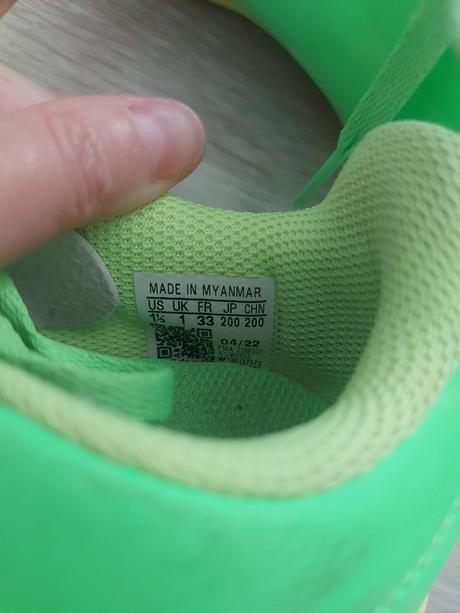 MADE IN MYANMAR
US UK FR JP CHN
1½ 1 33 200 200
04/22